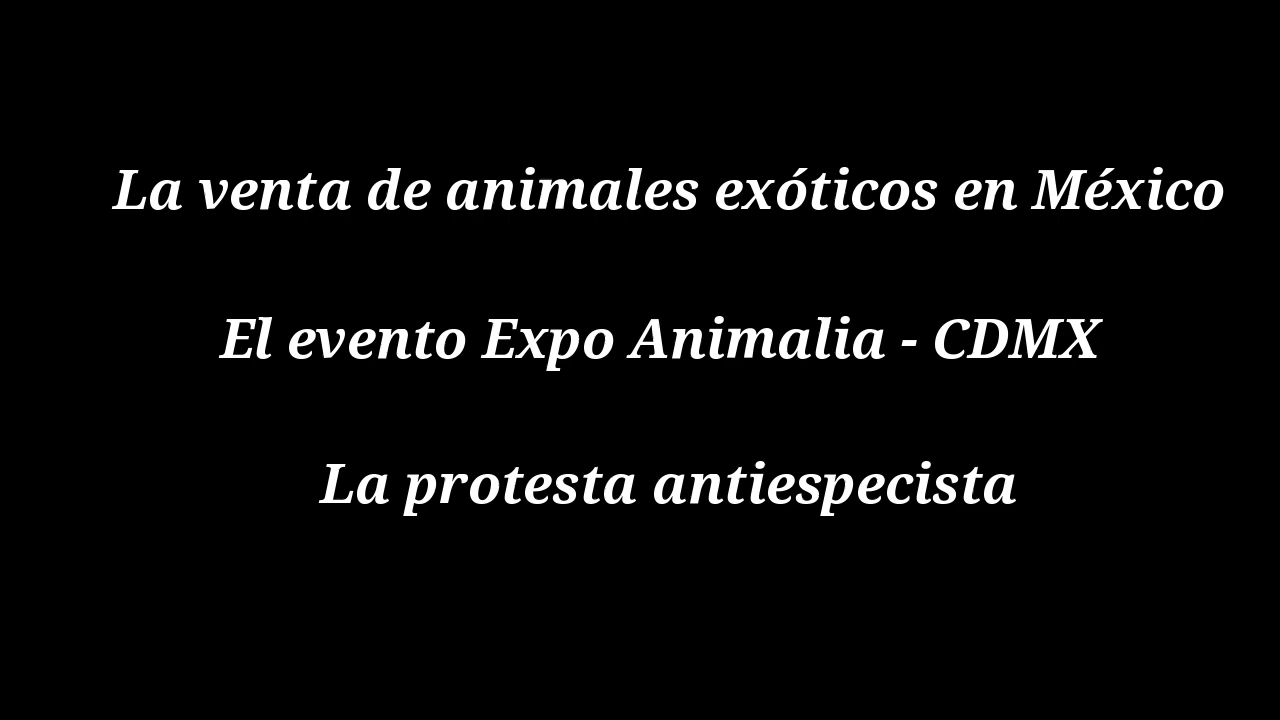 La venta de animales exóticos en México
El evento Expo Animalia - CDMX
La protesta antiespecista